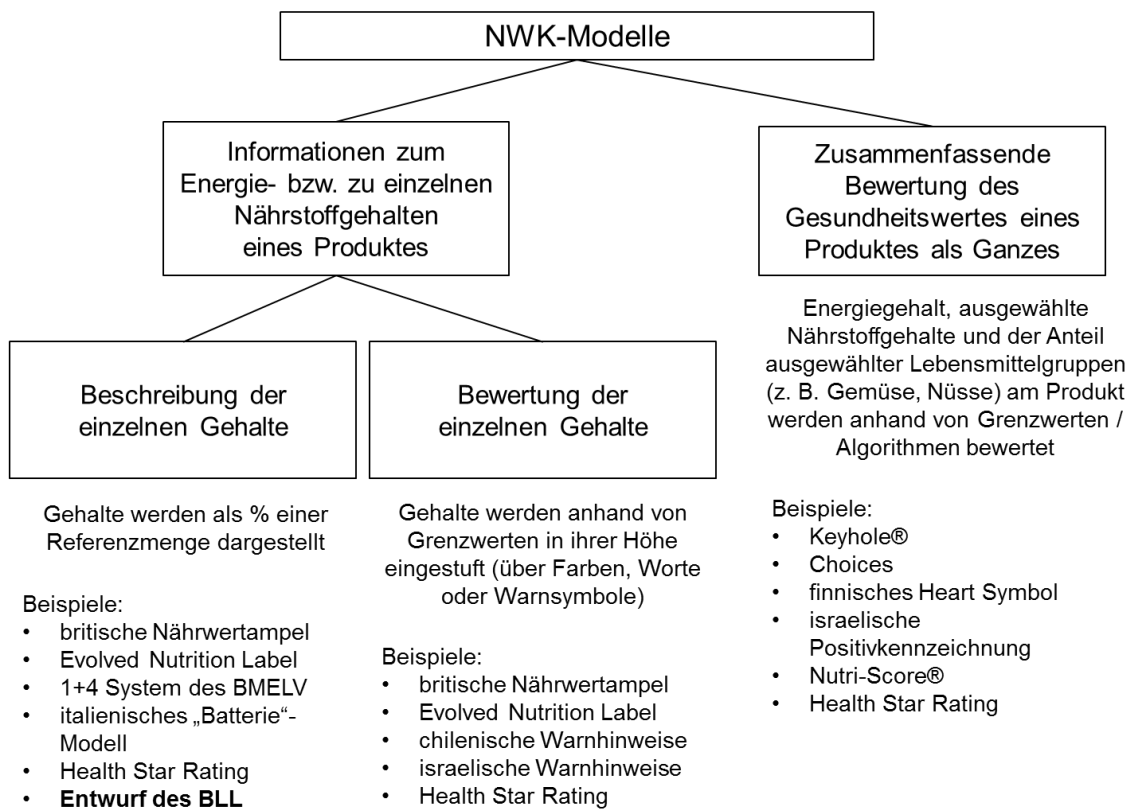 NWK-Modelle
Informationen zum
Energie- bzw. zu einzelnen
Nährstoffgehalten
eines Produktes
Zusammenfassende
Bewertung des
Gesundheitswertes eines
Produktes als Ganzes
Beschreibung der
einzelnen Gehalte
Gehalte werden als % einer
Referenzmenge dargestellt
Beispiele:
• britische Nährwertampel
• Evolved Nutrition Label
• 1+4 System des BMELV
• italienisches „Batterie“-
Modell
• Health Star Rating
• Entwurf des BLL
Bewertung der
einzelnen Gehalte
Gehalte werden anhand von
Grenzwerten in ihrer Höhe
eingestuft (über Farben, Worte
oder Warnsymbole)
Beispiele:
• britische Nährwertampel
• Evolved Nutrition Label
• chilenische Warnhinweise
• israelische Warnhinweise
• Health Star Rating
Energiegehalt, ausgewählte
Nährstoffgehalte und der Anteil
ausgewählter Lebensmittelgruppen
(z. B. Gemüse, Nüsse) am Produkt
werden anhand von Grenzwerten /
Algorithmen bewertet
Beispiele:
• Keyhole®
• Choices
• finnisches Heart Symbol
• israelische
Positivkennzeichnung
• Nutri-Score®
• Health Star Rating